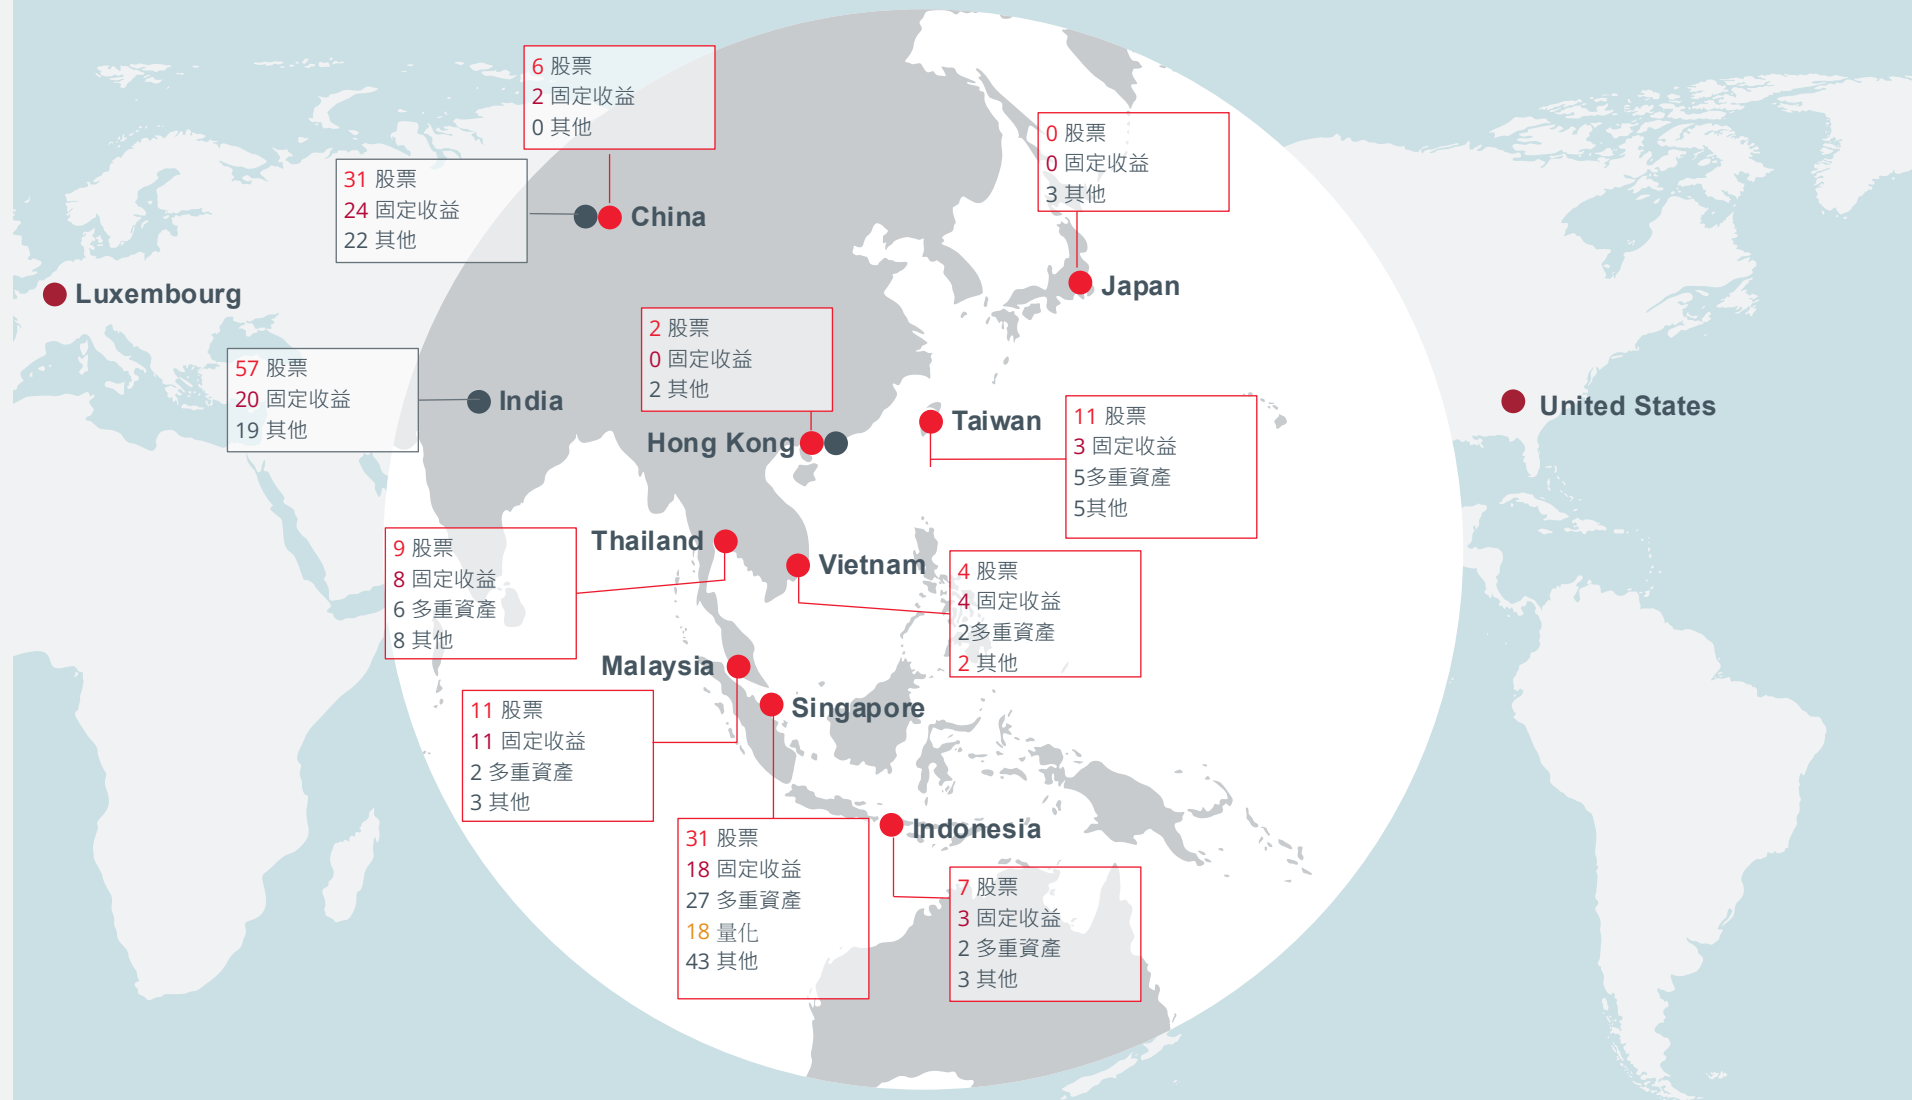 6 股票
2 固定收益
0 其他
0 股票
0 固定收益
3 其他
31 股票
24 固定收益
22 其他
China
Japan
Luxembourg
2 股票
0 固定收益
2 其他
57 股票
20 固定收益
19 其他
India
Hong Kong
Taiwan
11 股票
3 固定收益
5多重資產
5其他
United States
9 股票
8 固定收益
6 多重資產
8 其他
Thailand
Vietnam
4 股票
4 固定收益
2多重資產
2 其他
Malaysia
11 股票
11 固定收益
2 多重資產
3 其他
Singapore
31 股票
18 固定收益
27 多重資產
18 量化
43 其他
Indonesia
7 股票
3 固定收益
2 多重資產
3 其他